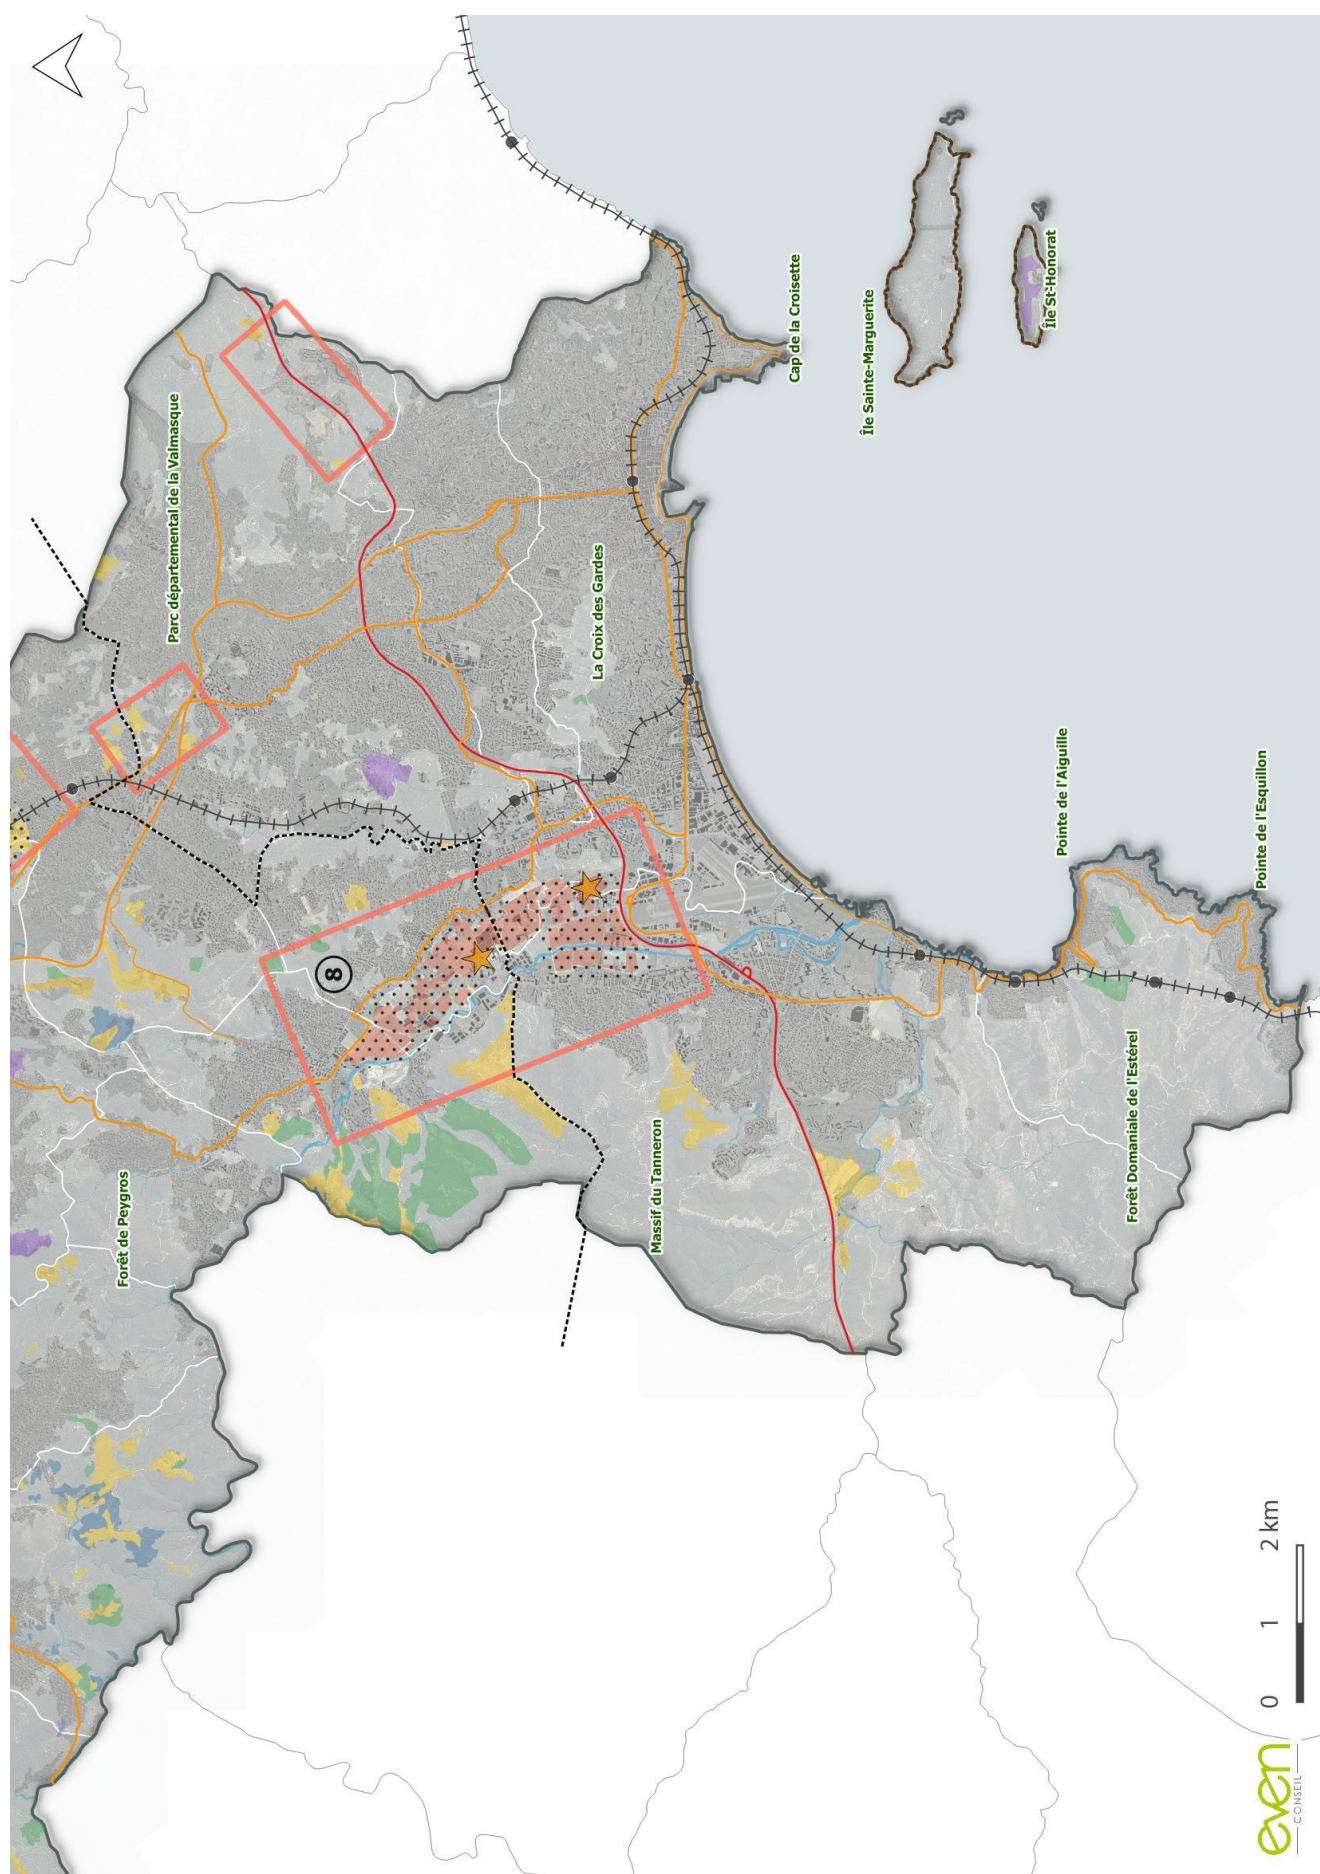 Parc départemental de la Valmasque
Cap de la Croisette
Île Sainte-Marguerite
Île St-Honorat
La Croix des Gardes
8
Pointe de l'Aiguille
Pointe de l'Esquillon
Forêt de Peygros
Massif du Tanneron
Forêt Domaniale de l'Estérel
0 1 2 km
even
CONSEIL